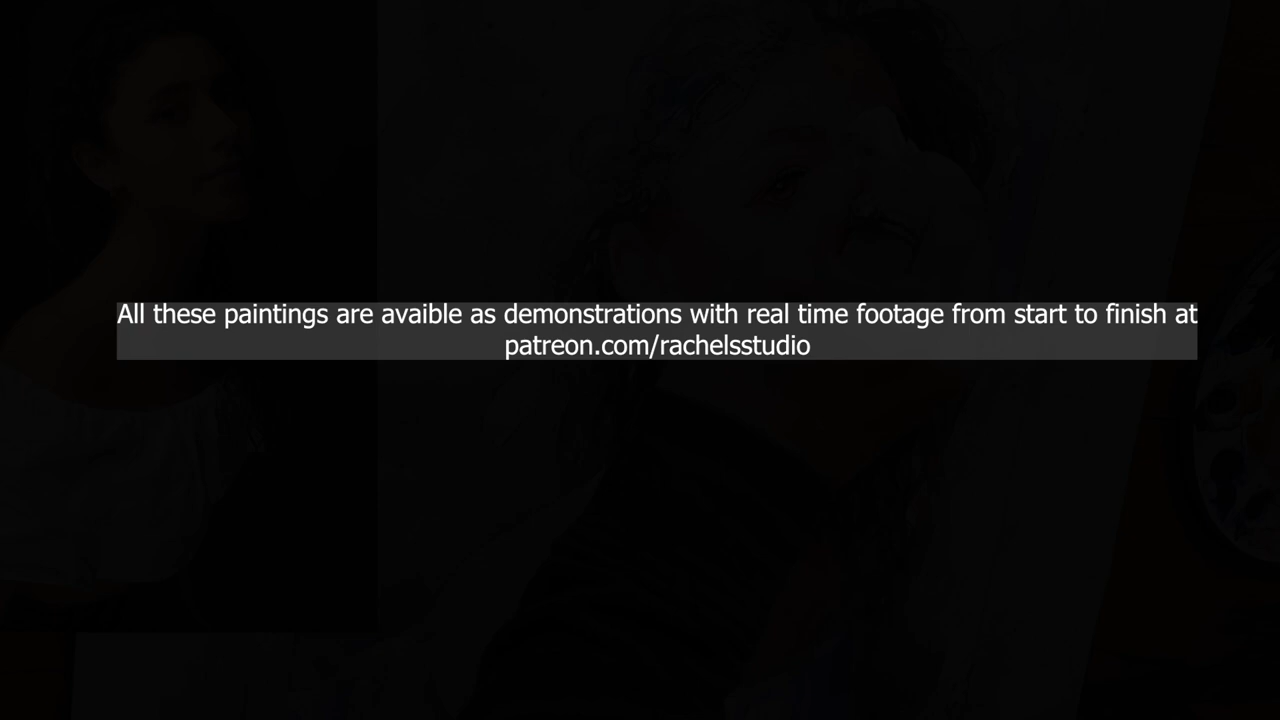 All these paintings are avaible as demonstrations with real time footage from start to finish at
patreon.com/rachelsstudio